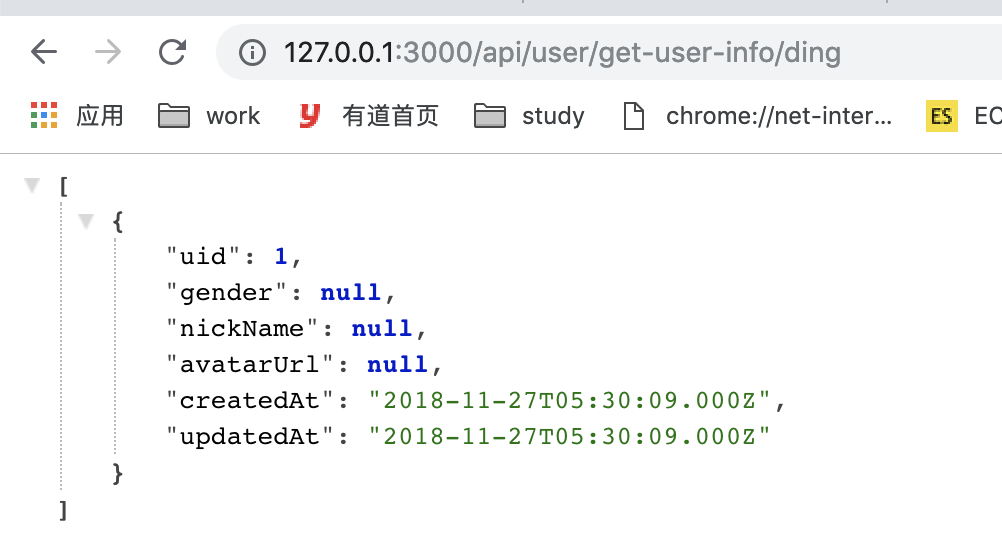 127.0.0.1:3000/api/user/get-user-info/ding
应用 work 有道首页 study chrome://net-inter... ES EC
[
{
"uid": 1,
"gender": null,
"nickName": null,
"avatarUrl": null,
"createdAt": "2018-11-27T05:30:09.000Z",
"updatedAt": "2018-11-27T05:30:09.000Z"
}
]